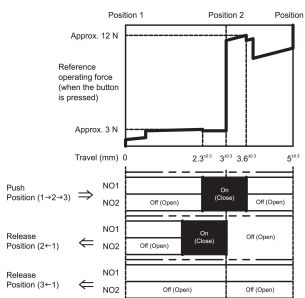 Position 1
Position 2
Position
Approx. 12 N
Reference
operating force
(when the button
is pressed)
Approx. 3 N
Travel (mm)
0
2.3±0.5
3±0.3
3.6±0.3
5±0.3
Push
Position (1→2→3)
NO1
On
(Close)
Off (Open)
NO2
Off (Open)
Release
Position (2←1)
NO1
On
(Close)
Off (Open)
NO2
Off (Open)
Release
Position (3←1)
NO1
NO2
Off (Open)
Off (Open)